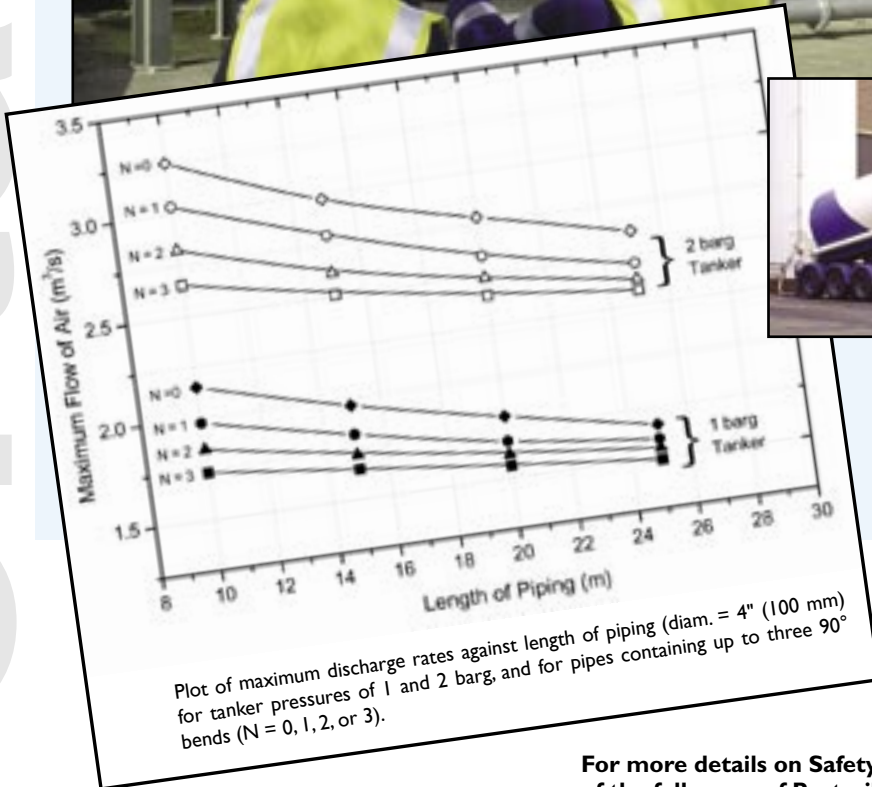 3.5
3.0
2.5
2.0
1.5
Maximum Flow of Air (m³/s)
N=0
N=1
N=2
N=3
2 barg
Tanker
N=0
N=1
N=2
N=3
1 barg
Tanker
8 10 12 14 16 18 20 22 24 26 28 30
Length of Piping (m)
Plot of maximum discharge rates against length of piping (diam. = 4" (100 mm)
for tanker pressures of 1 and 2 barg, and for pipes containing up to three 90°
bends (N = 0, 1, 2, or 3).
For more details on Safety